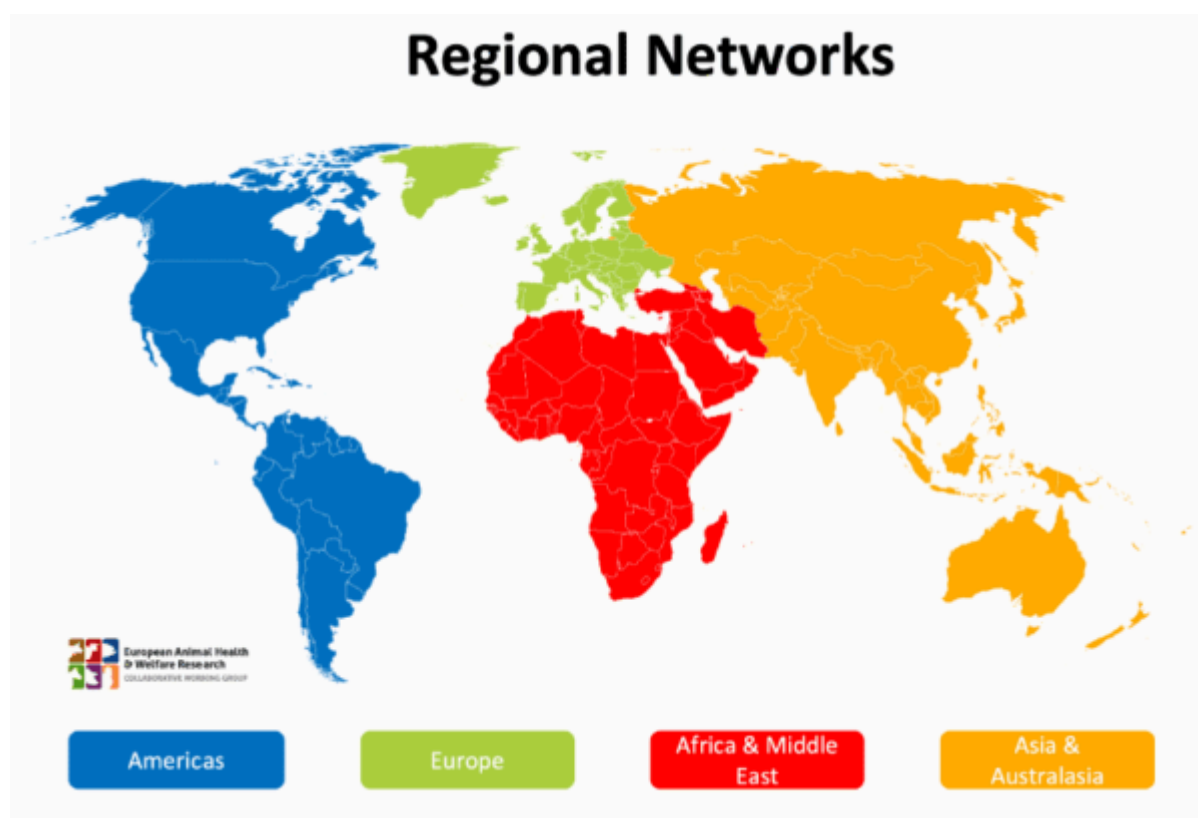 Regional Networks
European Animal Health
& Welfare Research
COLLABORATIVE WORKING GROUP
Americas
Europe
Africa & Middle
East
Asia &
Australasia